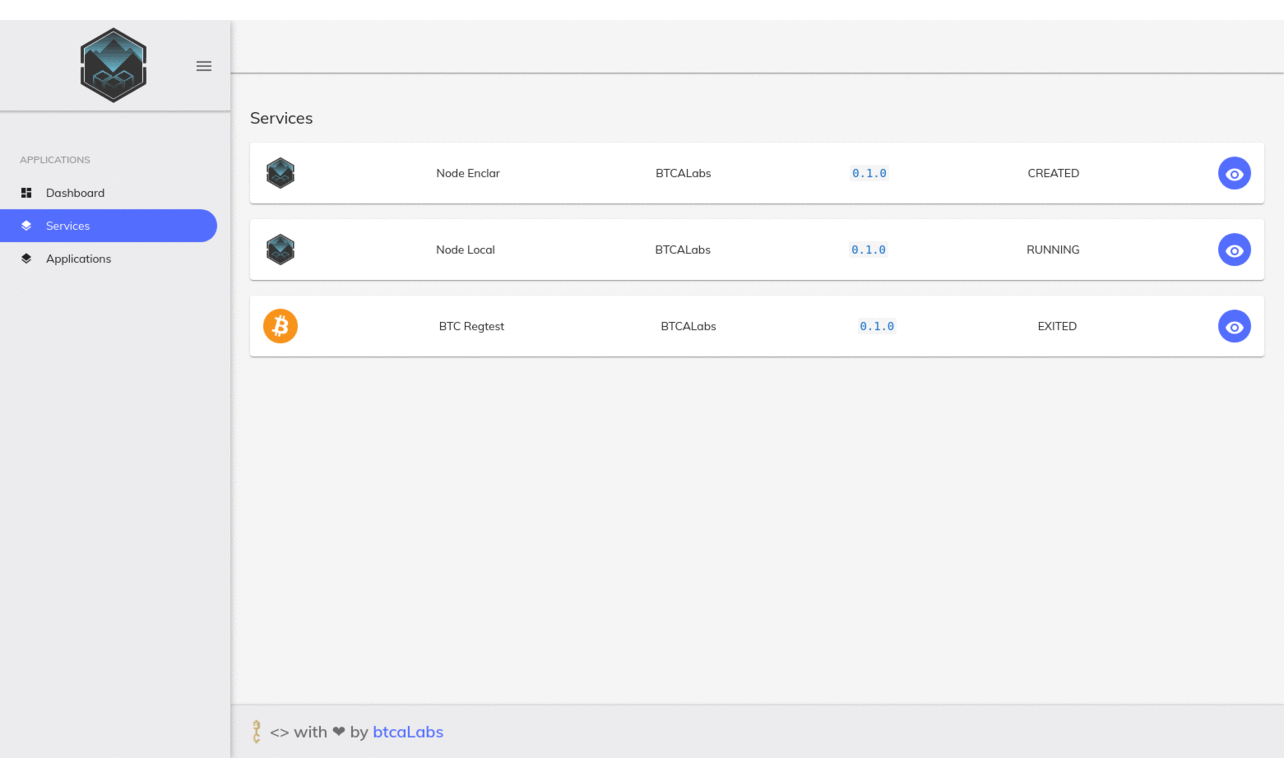 APPLICATIONS
Dashboard
Services
Applications
Services
Node Enclar BTCALabs 0.1.0 CREATED
Node Local BTCALabs 0.1.0 RUNNING
BTC Regtest BTCALabs 0.1.0 EXITED
<> with ❤ by btcaLabs